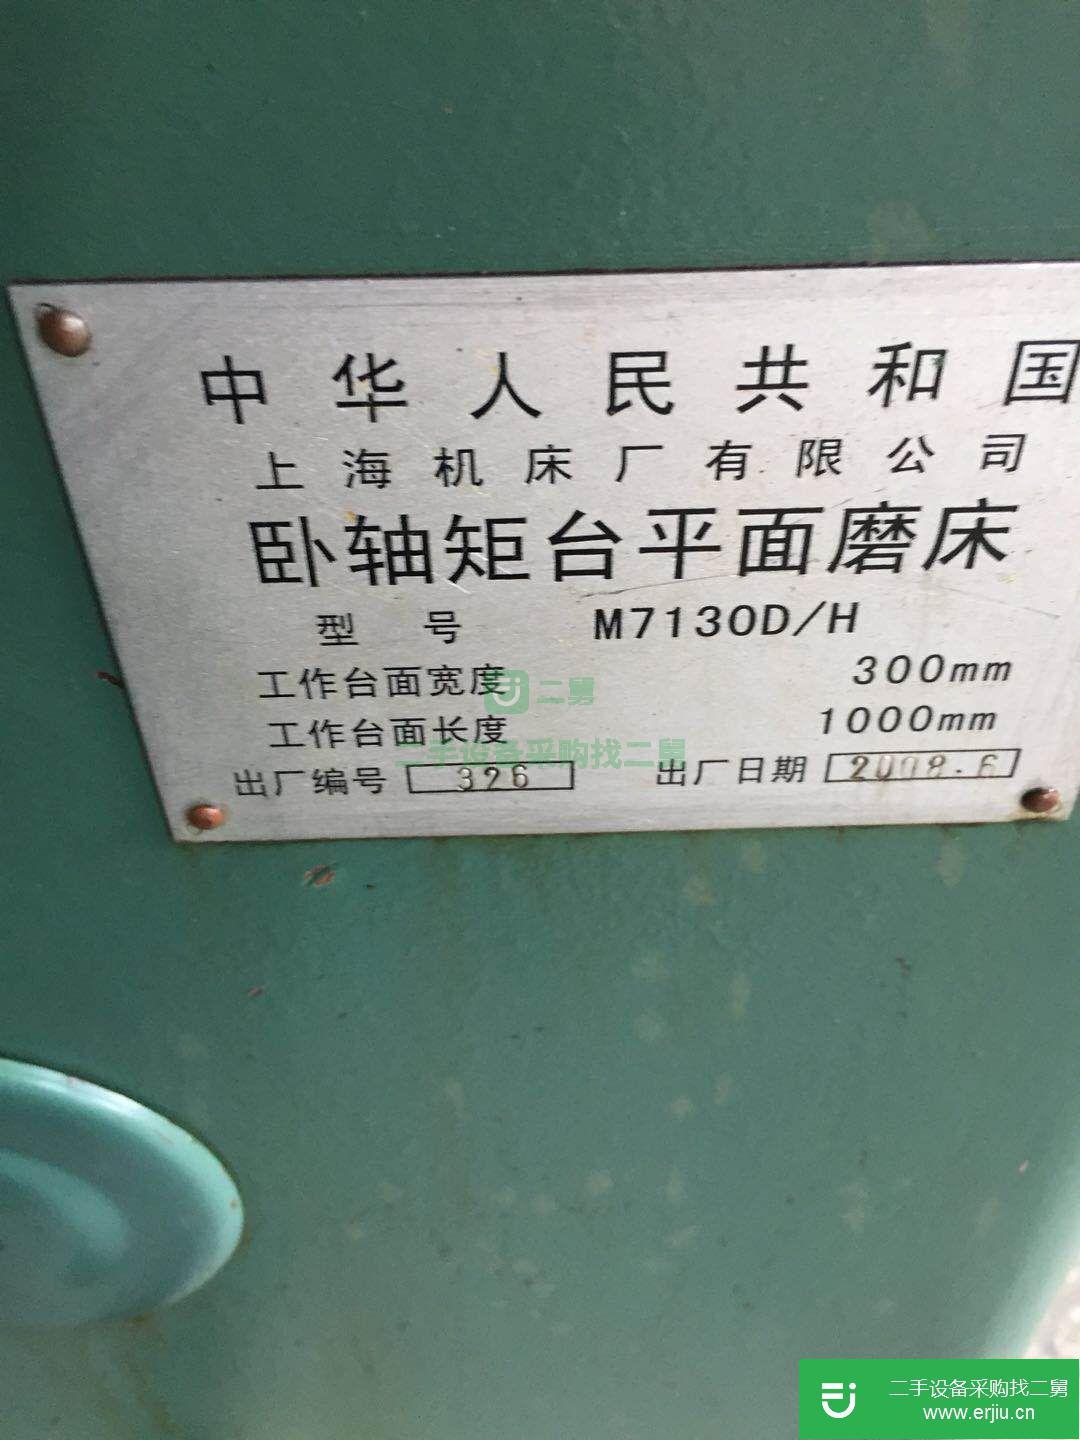 中华人民共和国
上海机床厂有限公司
卧轴矩台平面磨床
型号 M7130D/H
工作台面宽度 300mm
工作台面长度 1000mm
二舅
二手设备采购找二舅
出厂编号 326 出厂日期 2008.6
二手设备采购找二舅
www.erjiu.cn